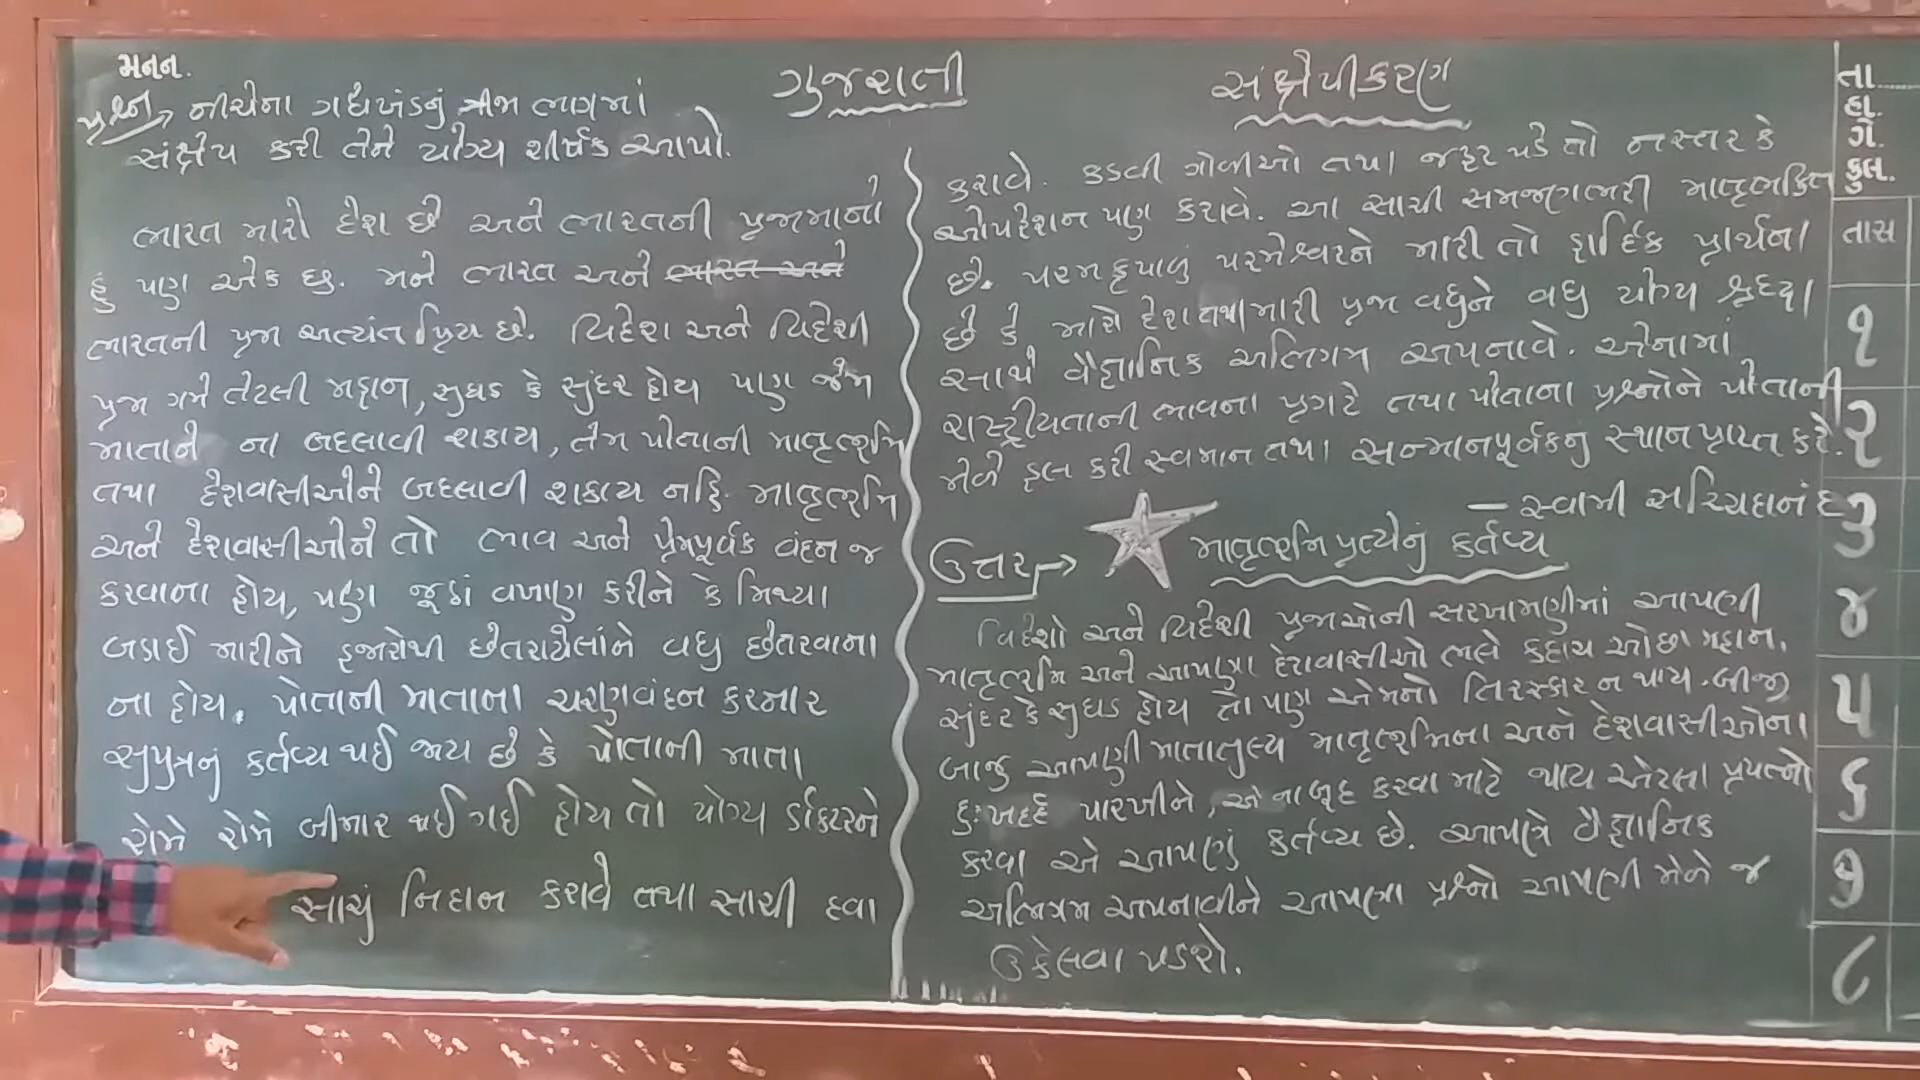 મનન.
ગુજરાતી
સંક્ષેપીકરણ
પ્રશ્ન→ નીચેના ગદ્યખંડનું ત્રીજા ભાગમાં
સંક્ષેપ કરી તેને યોગ્ય શીર્ષક આપો.
ભારત મારો દેશ છે અને ભારતની પ્રજામાનો
હું પણ એક છું. મને ભારત અને ભારત અને
ભારતની પ્રજા અત્યંત પ્રિય છે. વિદેશ અને વિદેશી
પ્રજા ગમે તેટલી મહાન, સુઘડ કે સુંદર હોય પણ જેમ
માતાને ના બદલાવી શકાય, તેમ પોતાની માતૃભૂમિ
તથા દેશવાસીઓને બદલાવી શકાય નહિ. માતૃભૂમિ
અને દેશવાસીઓને તો ભાવ અને પ્રેમપૂર્વક વંદન જ
કરવાના હોય, પણ જૂઠાં વખાણ કરીને કે મિથ્યા
બડાઈ મારીને હજારોથી છેતરાયેલાંને વધુ છેતરવાના
ના હોય. પોતાની માતાના ચરણવંદન કરનાર
સુપુત્રનું કર્તવ્ય થઈ જાય છે કે પોતાની માતા
રોમે રોમે બીમાર થઈ ગઈ હોય તો યોગ્ય ડૉક્ટરને
સાચું નિદાન કરાવે તથા સાચી દવા
કરાવે. કડવી ગોળીઓ તથા જરૂર પડે તો નસ્તર કે
ઓપરેશન પણ કરાવે. આ સાચી સમજણભરી માતૃભક્તિ
છે. પરમ કૃપાળુ પરમેશ્વરને મારી તો હાર્દિક પ્રાર્થના
છે કે મારો દેશ તથા મારી પ્રજા વધુને વધુ યોગ્ય શ્રદ્ધા
સાથે વૈજ્ઞાનિક અભિગમ અપનાવે. એનામાં
રાષ્ટ્રીયતાની ભાવના પ્રગટે તથા પોતાના પ્રશ્નોને પોતાની
મેળે હલ કરી સ્વમાન તથા સન્માનપૂર્વકનું સ્થાન પ્રાપ્ત કરે.
– સ્વામી સચ્ચિદાનંદ
ઉત્તર→ માતૃભૂમિ પ્રત્યેનું કર્તવ્ય
વિદેશો અને વિદેશી પ્રજાઓની સરખામણીમાં આપણી
માતૃભૂમિ અને આપણા દેશવાસીઓ ભલે કદાચ ઓછા મહાન,
સુંદર કે સુઘડ હોય તો પણ એમનો તિરસ્કાર ન થાય. બીજી
બાજુ આપણી માતાતુલ્ય માતૃભૂમિના અને દેશવાસીઓના
દુઃખદર્દ પારખીને, એ નાબૂદ કરવા માટે થાય એટલા પ્રયત્નો
કરવા એ આપણું કર્તવ્ય છે. આપણે વૈજ્ઞાનિક
અભિગમ અપનાવીને આપણા પ્રશ્નો આપણી મેળે જ
ઉકેલવા પડશે.
તા
હા.
ગે.
કુલ.
તાસ
૧
૨
૩
૪
૫
૬
૭
૮